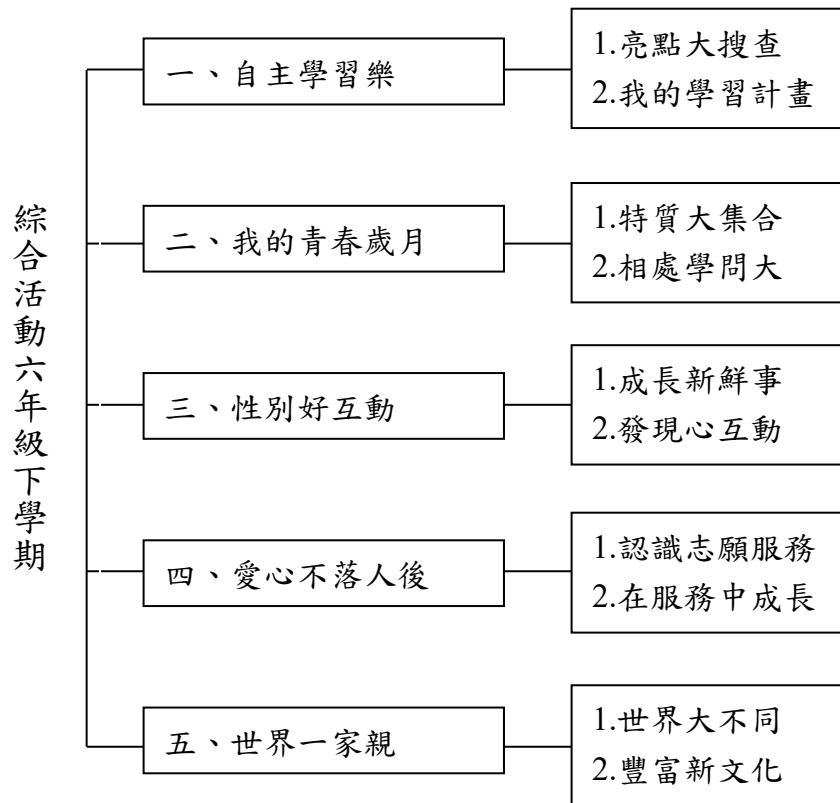 綜合活動六年級下學期
一、自主學習樂
1.亮點大搜查
2.我的學習計畫
二、我的青春歲月
1.特質大集合
2.相處學問大
三、性別好互動
1.成長新鮮事
2.發現心互動
四、愛心不落人後
1.認識志願服務
2.在服務中成長
五、世界一家親
1.世界大不同
2.豐富新文化